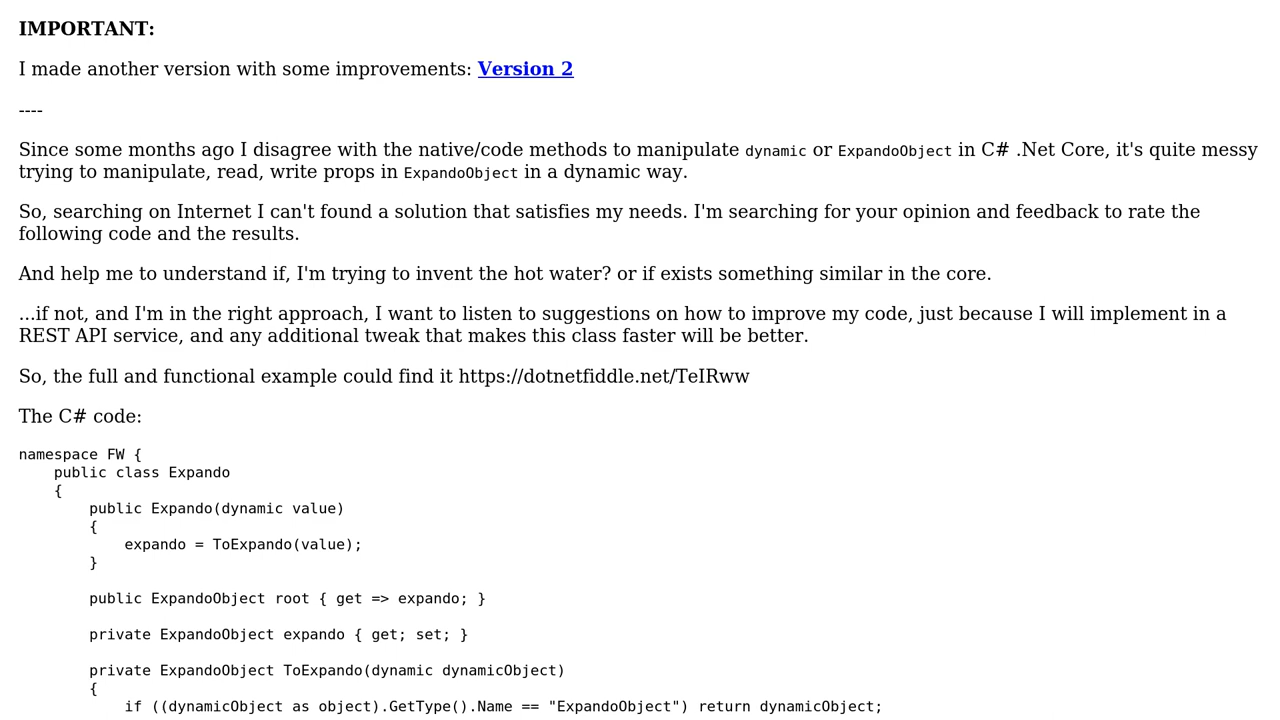 IMPORTANT:
I made another version with some improvements: Version 2
----
Since some months ago I disagree with the native/code methods to manipulate dynamic or ExpandoObject in C# .Net Core, it's quite messy
trying to manipulate, read, write props in ExpandoObject in a dynamic way.
So, searching on Internet I can't found a solution that satisfies my needs. I'm searching for your opinion and feedback to rate the
following code and the results.
And help me to understand if, I'm trying to invent the hot water? or if exists something similar in the core.
...if not, and I'm in the right approach, I want to listen to suggestions on how to improve my code, just because I will implement in a
REST API service, and any additional tweak that makes this class faster will be better.
So, the full and functional example could find it https://dotnetfiddle.net/TeIRww
The C# code:
namespace FW {
    public class Expando
    {
        public Expando(dynamic value)
        {
            expando = ToExpando(value);
        }
        public ExpandoObject root { get => expando; }
        private ExpandoObject expando { get; set; }
        private ExpandoObject ToExpando(dynamic dynamicObject)
        {
            if ((dynamicObject as object).GetType().Name == "ExpandoObject") return dynamicObject;